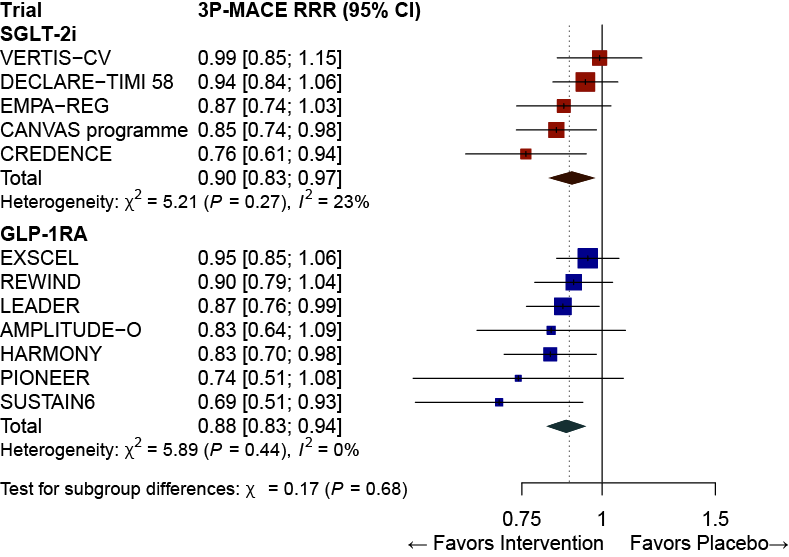 Trial 3P-MACE RRR (95% CI)
SGLT-2i
VERTIS−CV 0.99 [0.85; 1.15]
DECLARE−TIMI 58 0.94 [0.84; 1.06]
EMPA−REG 0.87 [0.74; 1.03]
CANVAS programme 0.85 [0.74; 0.98]
CREDENCE 0.76 [0.61; 0.94]
Total 0.90 [0.83; 0.97]
Heterogeneity: χ² = 5.21 (P = 0.27), I² = 23%
GLP-1RA
EXSCEL 0.95 [0.85; 1.06]
REWIND 0.90 [0.79; 1.04]
LEADER 0.87 [0.76; 0.99]
AMPLITUDE−O 0.83 [0.64; 1.09]
HARMONY 0.83 [0.70; 0.98]
PIONEER 0.74 [0.51; 1.08]
SUSTAIN6 0.69 [0.51; 0.93]
Total 0.88 [0.83; 0.94]
Heterogeneity: χ² = 5.89 (P = 0.44), I² = 0%
Test for subgroup differences: χ = 0.17 (P = 0.68)
0.75 1 1.5
← Favors Intervention Favors Placebo→